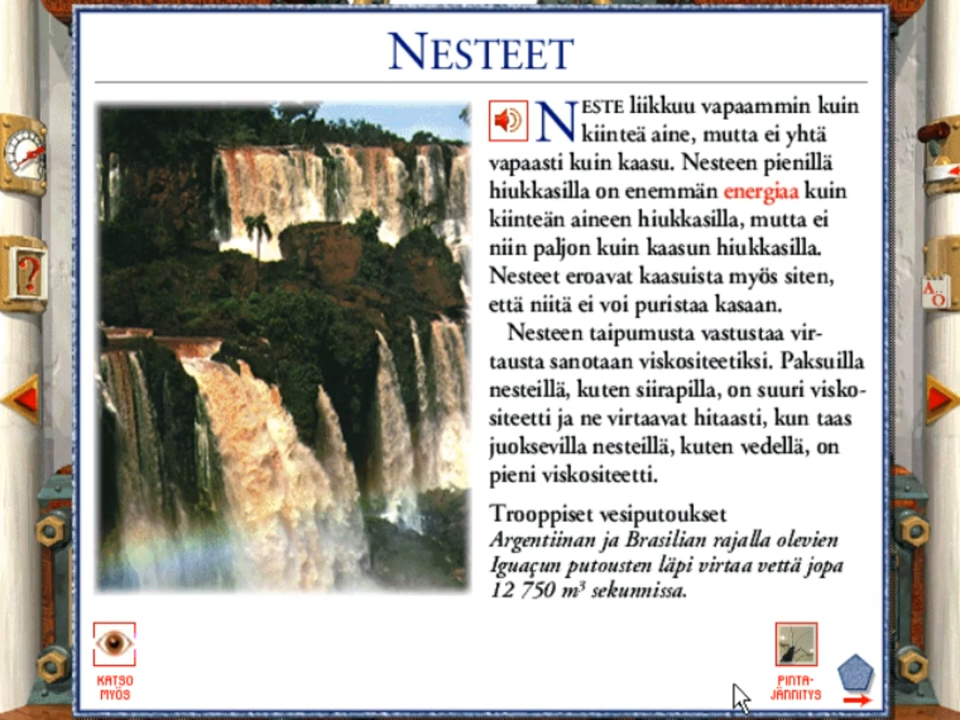 NESTEET
NESTE liikkuu vapaammin kuin
kiinteä aine, mutta ei yhtä
vapaasti kuin kaasu. Nesteen pienillä
hiukkasilla on enemmän energiaa kuin
kiinteän aineen hiukkasilla, mutta ei
niin paljon kuin kaasun hiukkasilla.
Nesteet eroavat kaasuista myös siten,
että niitä ei voi puristaa kasaan.
Nesteen taipumusta vastustaa vir-
tausta sanotaan viskositeetiksi. Paksuilla
nesteillä, kuten siirapilla, on suuri visko-
siteetti ja ne virtaavat hitaasti, kun taas
juoksevilla nesteillä, kuten vedellä, on
pieni viskositeetti.
Trooppiset vesiputoukset
Argentiinan ja Brasilian rajalla olevien
Iguaçun putousten läpi virtaa vettä jopa
12 750 m³ sekunnissa.
KATSO
MYÖS
PINTA-
JÄNNITYS
?
A..
Ö